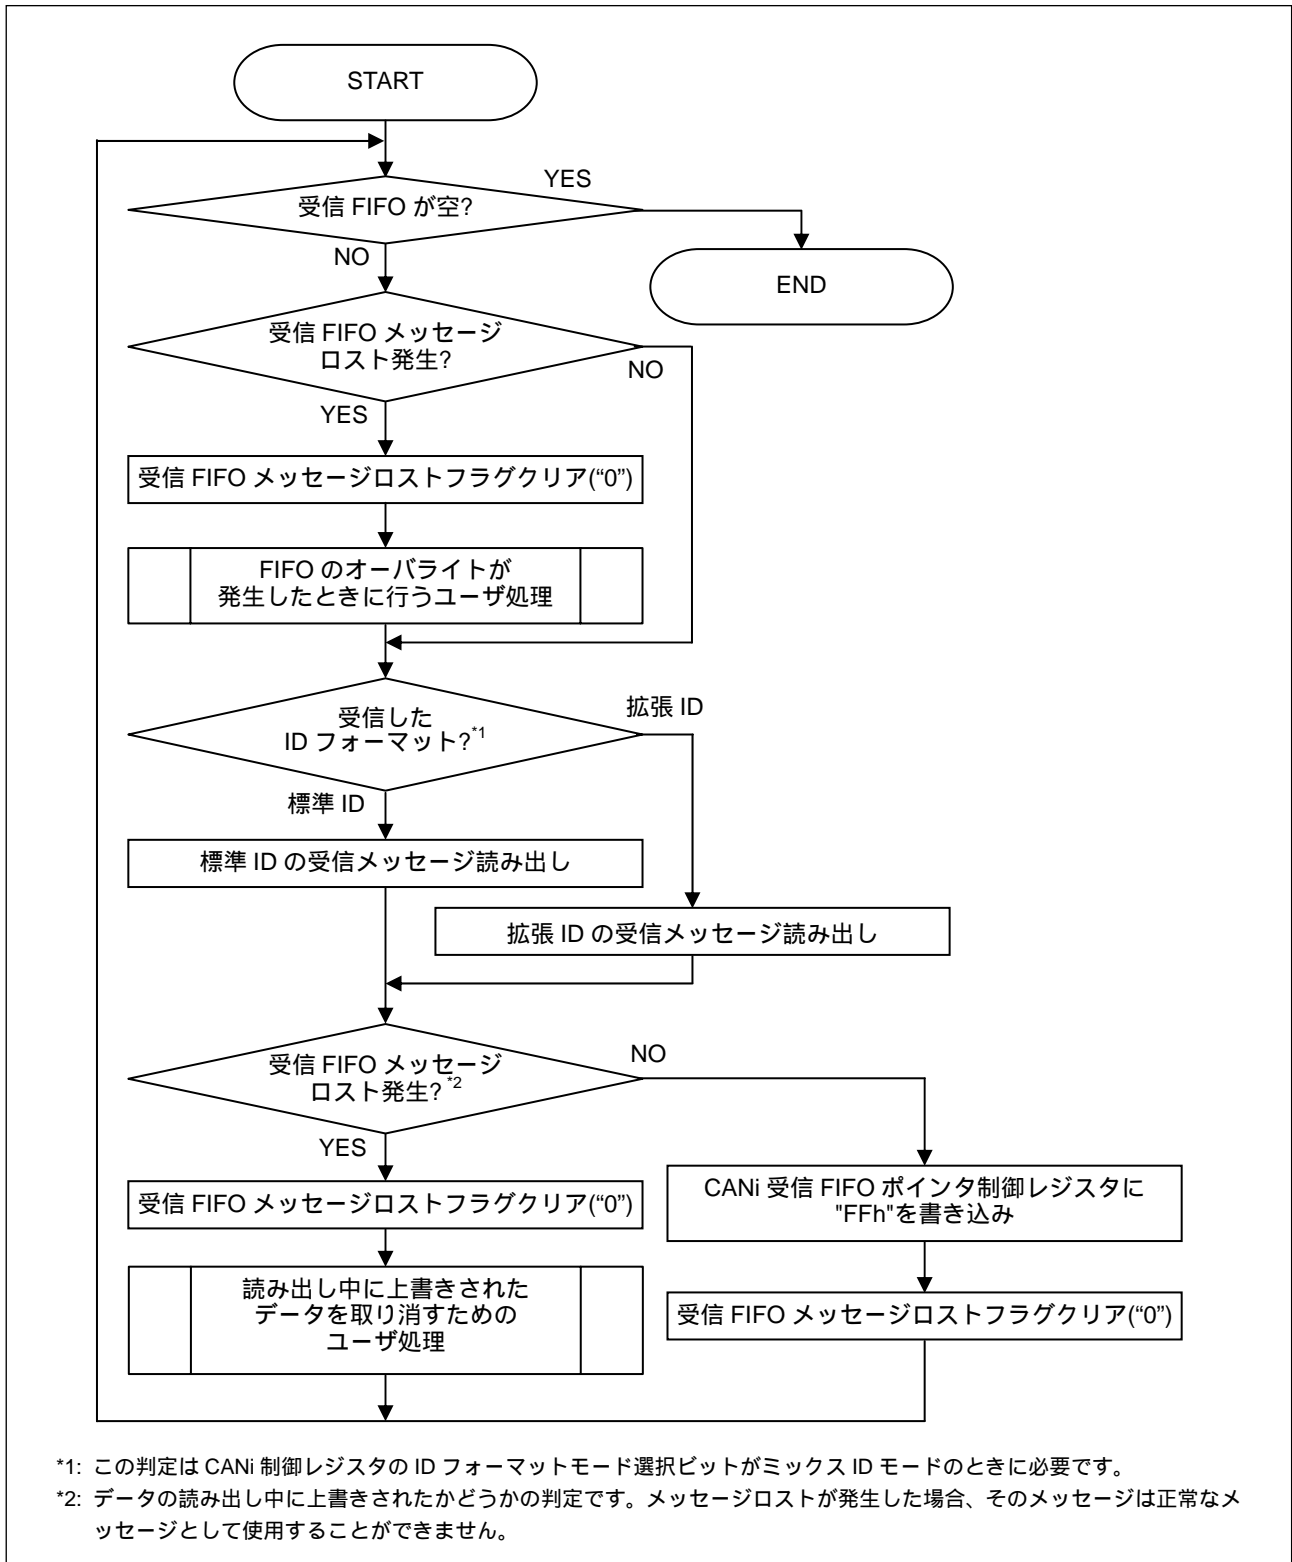 START
YES
受信 FIFO が空?
NO
END
受信 FIFO メッセージ
ロスト発生?
NO
YES
受信 FIFO メッセージロストフラグクリア(“0”)
FIFO のオーバライトが
発生したときに行うユーザ処理
拡張 ID
受信した
ID フォーマット?*1
標準 ID
標準 ID の受信メッセージ読み出し
拡張 ID の受信メッセージ読み出し
受信 FIFO メッセージ
ロスト発生?*2
NO
YES
受信 FIFO メッセージロストフラグクリア(“0”)
CANi 受信 FIFO ポインタ制御レジスタに
"FFh"を書き込み
読み出し中に上書きされた
データを取り消すための
ユーザ処理
受信 FIFO メッセージロストフラグクリア(“0”)
*1: この判定は CANi 制御レジスタの ID フォーマットモード選択ビットがミックス ID モードのときに必要です。
*2: データの読み出し中に上書きされたかどうかの判定です。メッセージロストが発生した場合、そのメッセージは正常なメ
ッセージとして使用することができません。